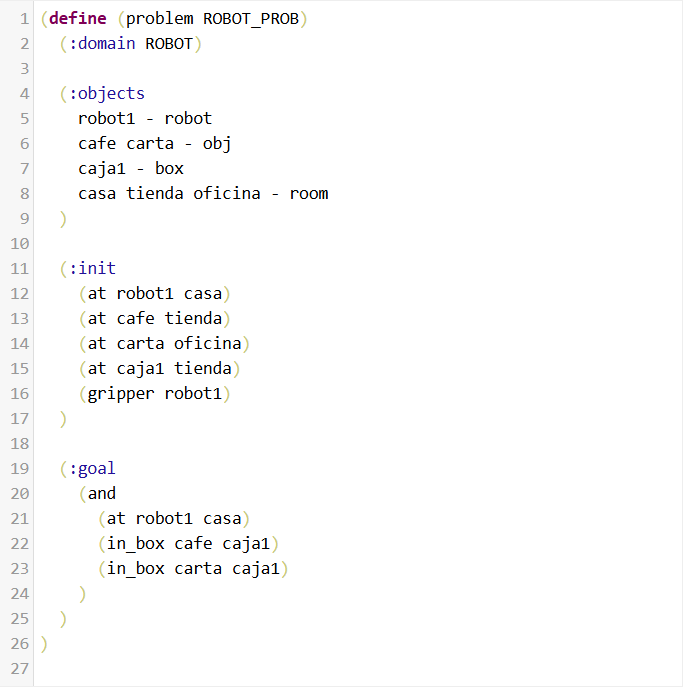 1 (define (problem ROBOT_PROB)
2   (:domain ROBOT)
3
4   (:objects
5     robot1 - robot
6     cafe carta - obj
7     caja1 - box
8     casa tienda oficina - room
9   )
10
11   (:init
12     (at robot1 casa)
13     (at cafe tienda)
14     (at carta oficina)
15     (at caja1 tienda)
16     (gripper robot1)
17   )
18
19   (:goal
20     (and
21       (at robot1 casa)
22       (in_box cafe caja1)
23       (in_box carta caja1)
24     )
25   )
26 )
27